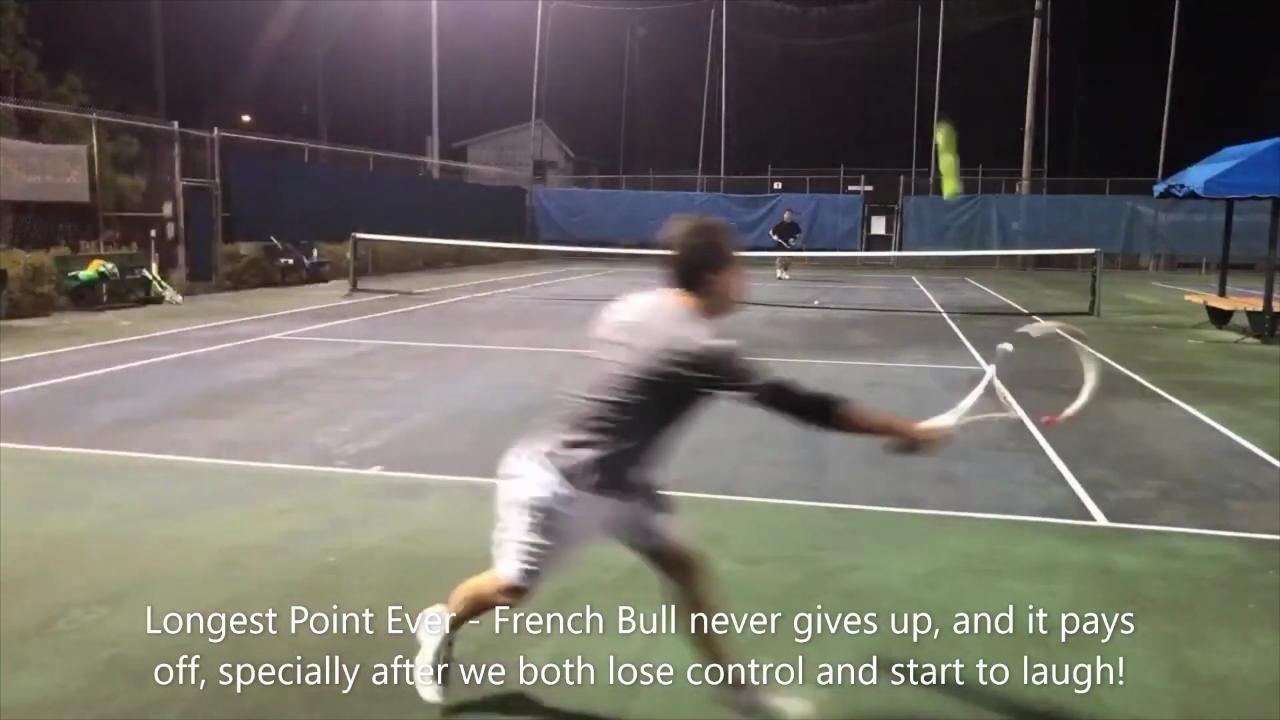 Longest Point Ever - French Bull never gives up, and it pays
off, specially after we both lose control and start to laugh!